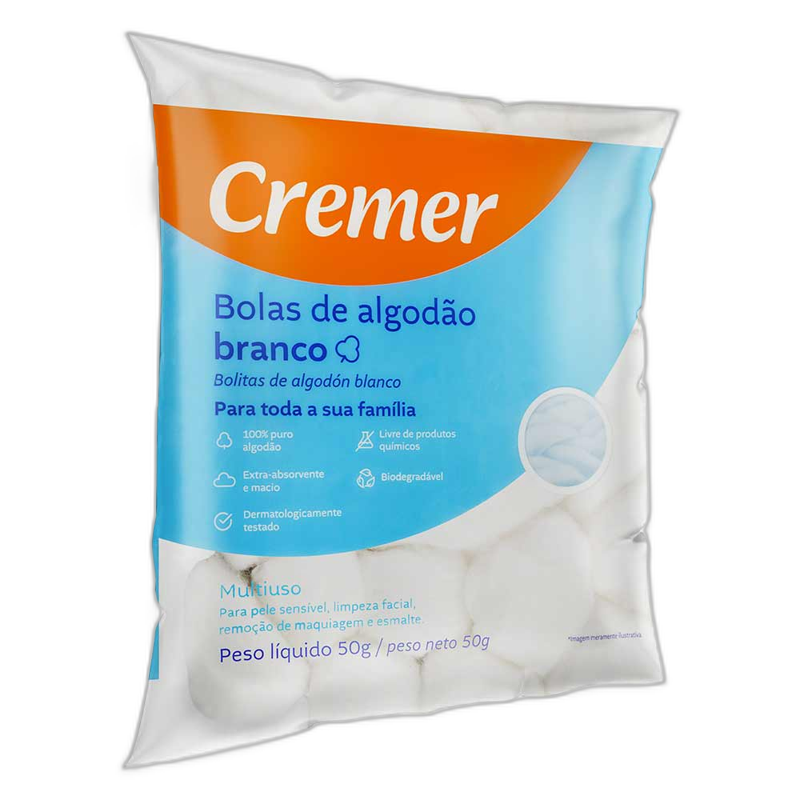 Cremer
Bolas de algodão
branco
Bolitas de algodón blanco
Para toda a sua família
100% puro
algodão
Livre de produtos
químicos
Extra-absorvente
e macio
Biodegradável
Dermatologicamente
testado
Multiuso
Para pele sensível, limpeza facial,
remoção de maquiagem e esmalte.
Peso líquido 50g / peso neto 50g
*Imagem meramente ilustrativa